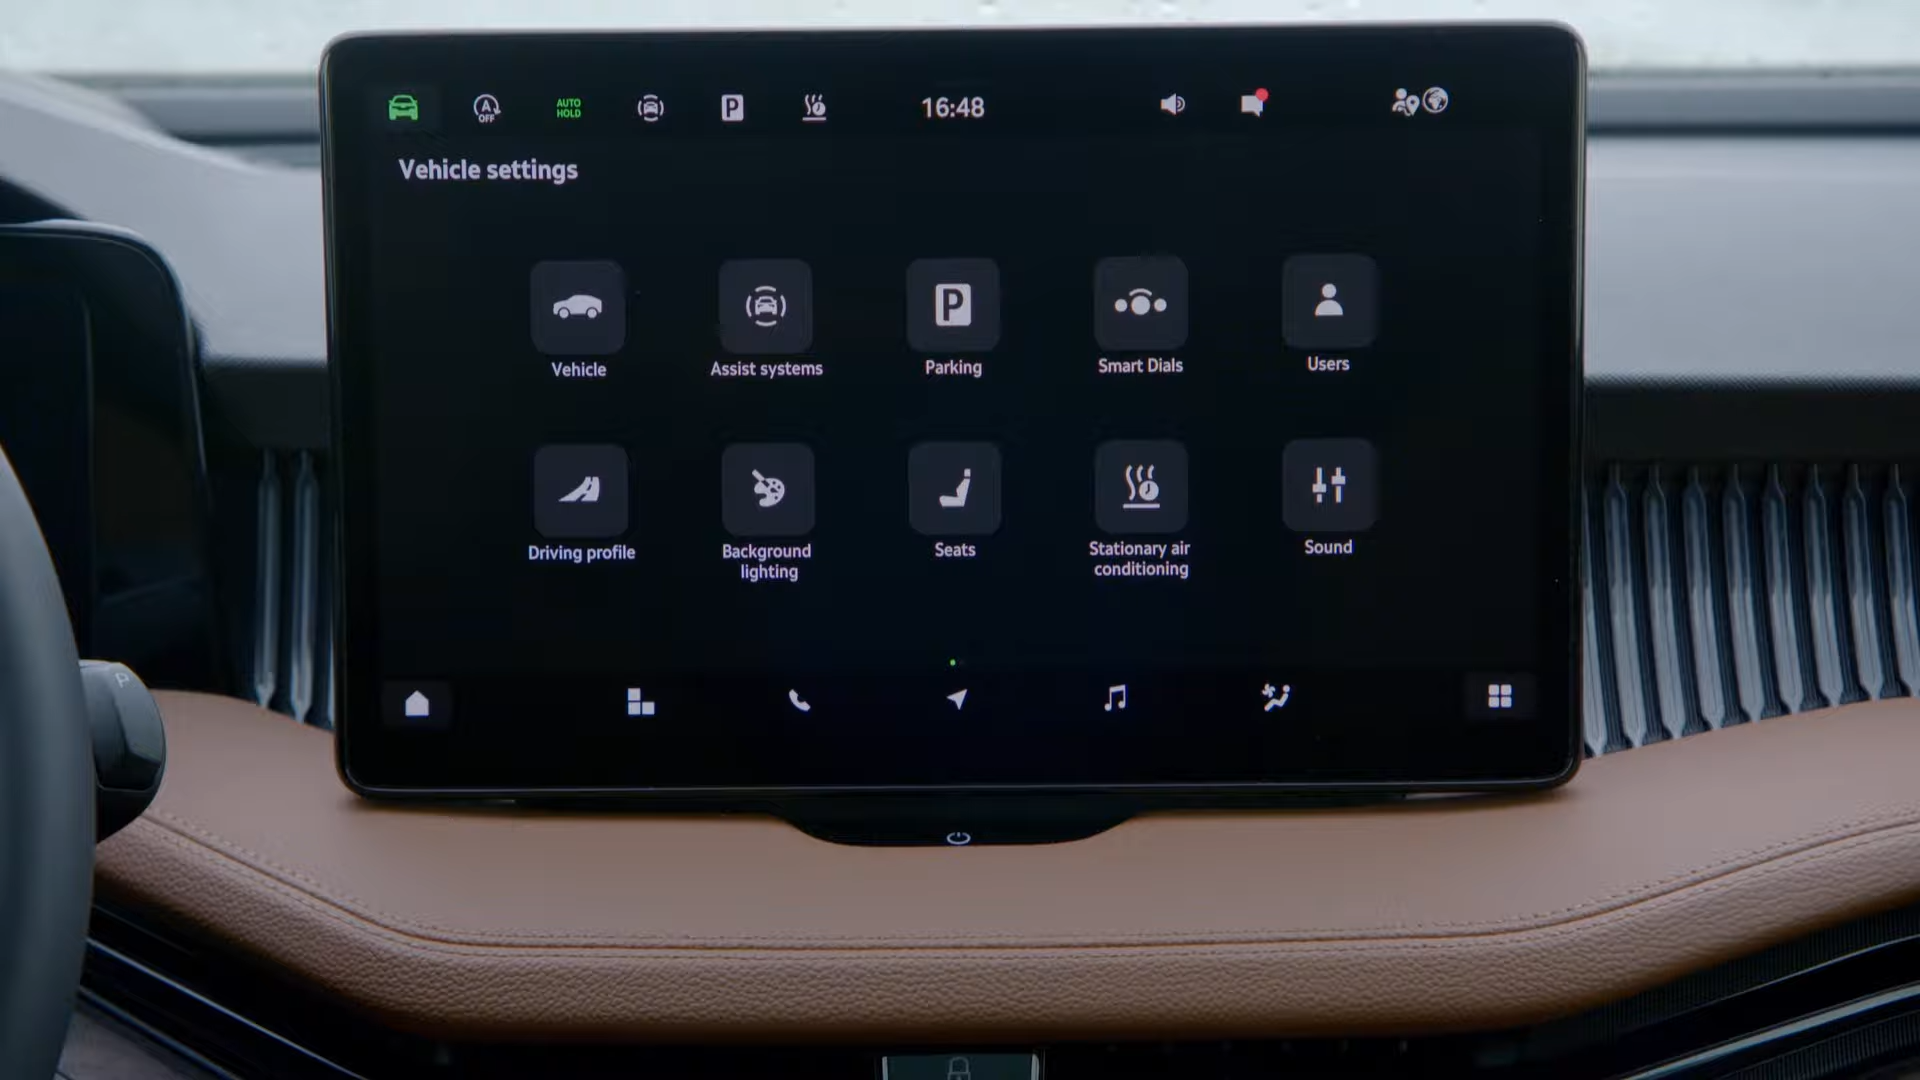 A
OFF
AUTO
HOLD
P
16:48
Vehicle settings
P
Vehicle
Assist systems
Parking
Smart Dials
Users
Driving profile
Background
lighting
Seats
Stationary air
conditioning
Sound
P